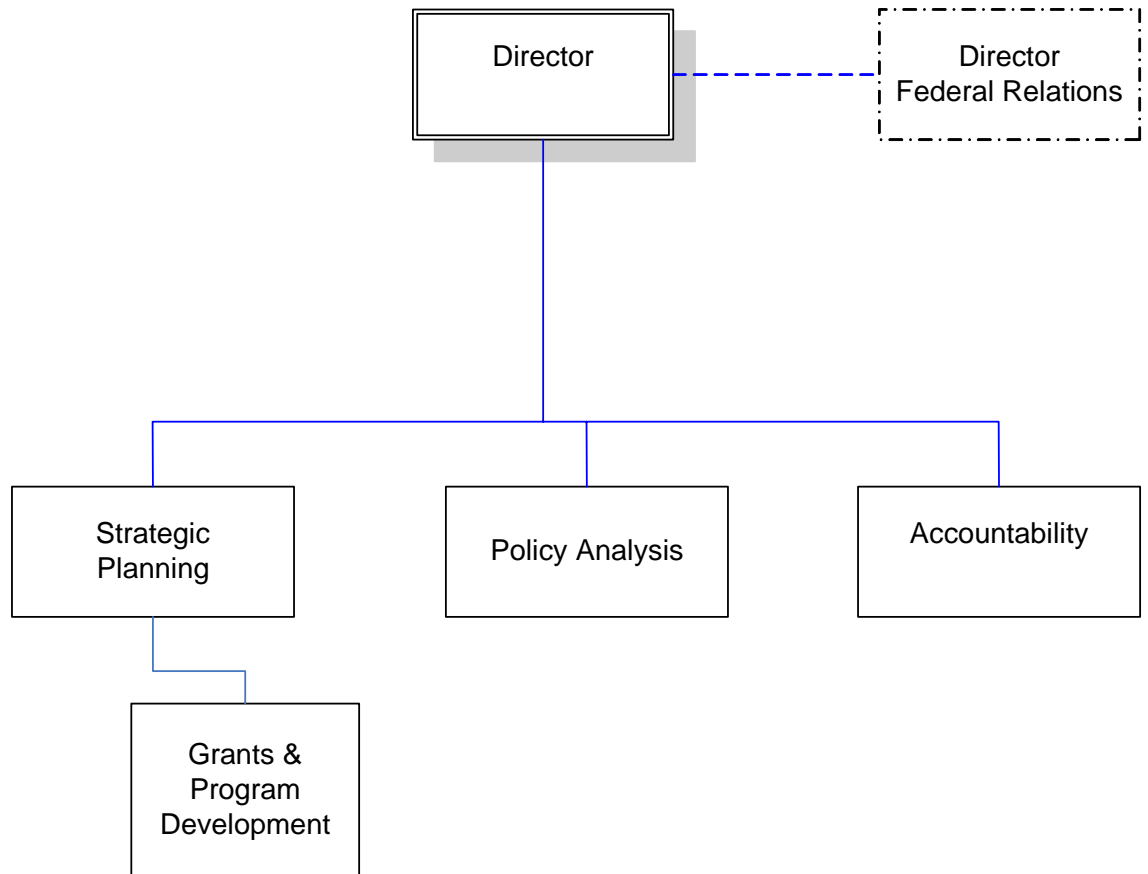 Director
Director
Federal Relations
Strategic
Planning
Policy Analysis
Accountability
Grants &
Program
Development